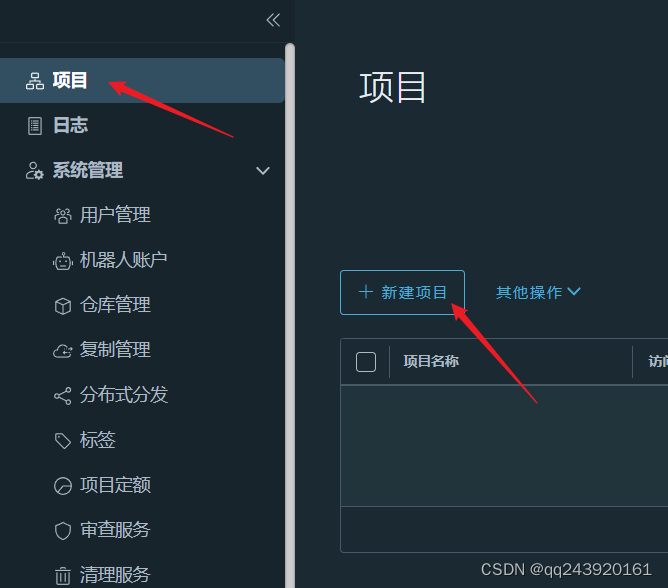 项目
日志
系统管理
用户管理
机器人账户
仓库管理
复制管理
分布式分发
标签
项目定额
审查服务
清理服务
项目
新建项目
其他操作
项目名称
访问
CSDN @qq243920161